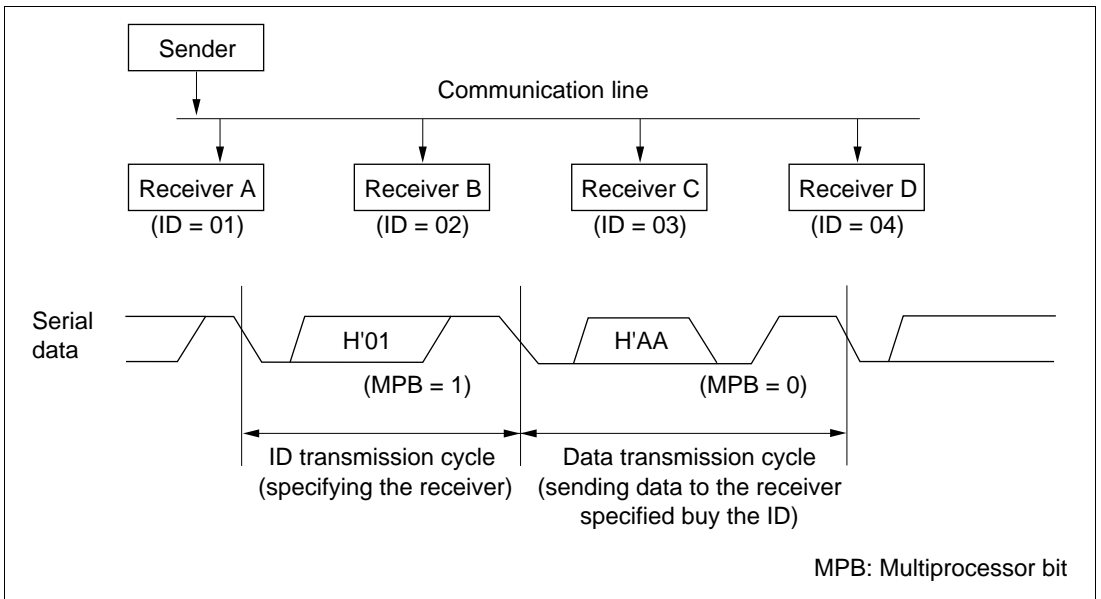 Sender
Communication line
Receiver A
(ID = 01)
Receiver B
(ID = 02)
Receiver C
(ID = 03)
Receiver D
(ID = 04)
Serial
data
H'01
H'AA
(MPB = 1)
(MPB = 0)
ID transmission cycle
(specifying the receiver)
Data transmission cycle
(sending data to the receiver
specified buy the ID)
MPB: Multiprocessor bit